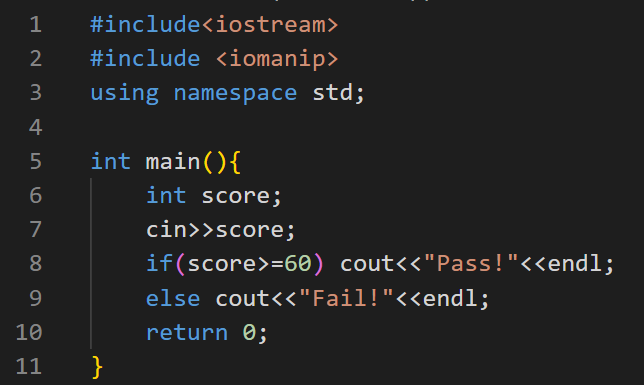 1 #include<iostream>
2 #include <iomanip>
3 using namespace std;
4
5 int main(){
6     int score;
7     cin>>score;
8     if(score>=60) cout<<"Pass!"<<endl;
9     else cout<<"Fail!"<<endl;
10     return 0;
11 }